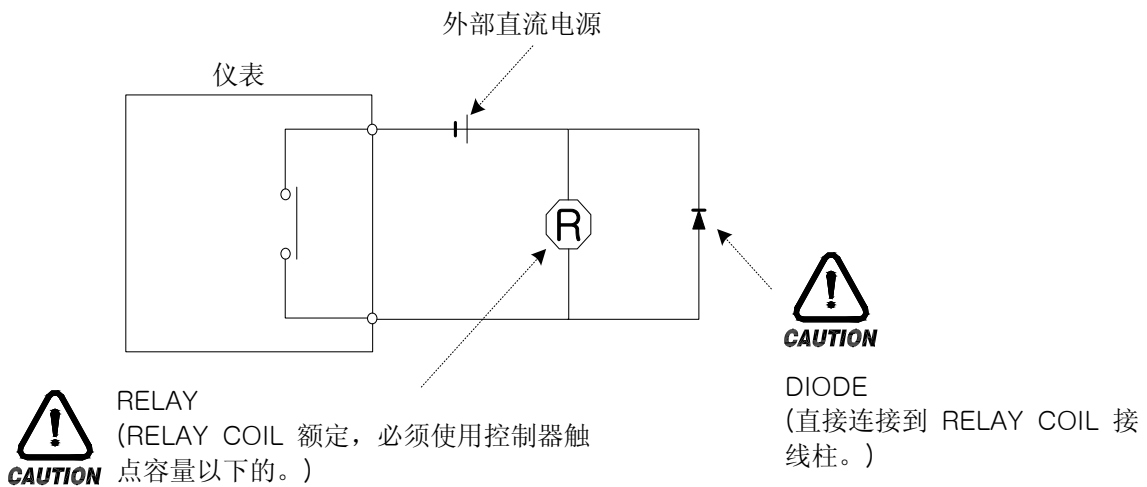 外部直流电源
仪表
R
CAUTION
DIODE
(直接连接到 RELAY COIL 接
线柱。)
RELAY
(RELAY COIL 额定，必须使用控制器触
点容量以下的。)
CAUTION